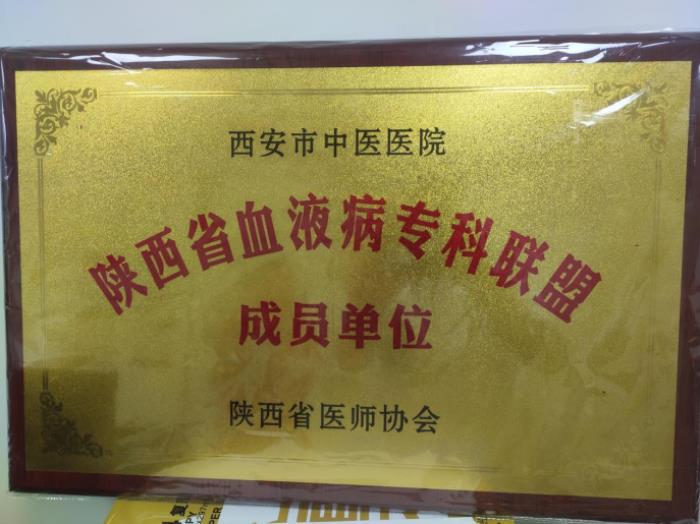 西安市中医医院
陕西省血液病专科联盟
成员单位
陕西省医师协会